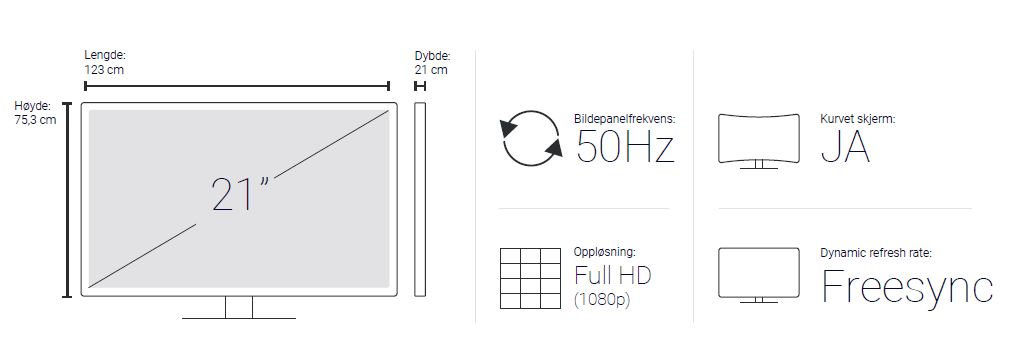 Lengde:
123 cm
Dybde:
21 cm
Høyde:
75,3 cm
21”
Bildepanelfrekvens:
50Hz
Oppløsning:
Full HD
(1080p)
Kurvet skjerm:
JA
Dynamic refresh rate:
Freesync